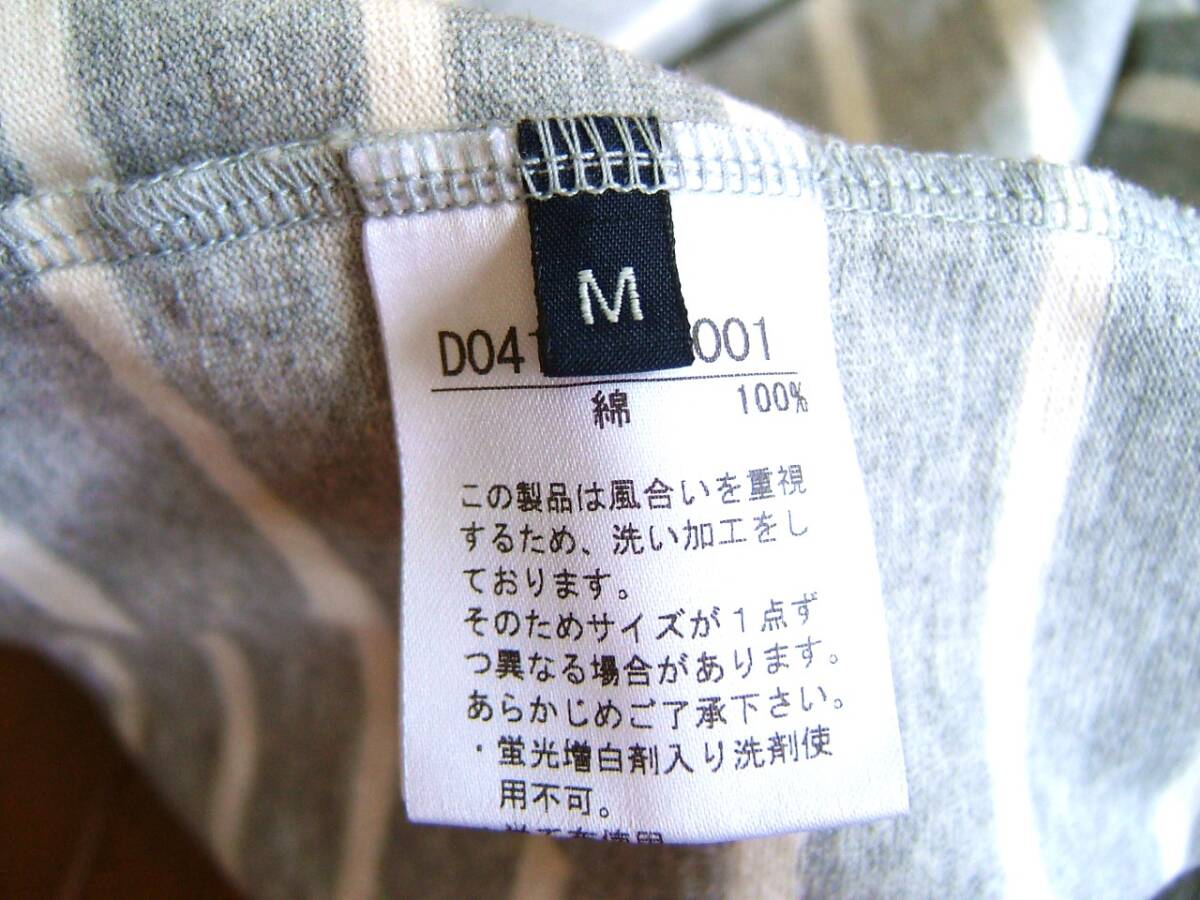 M
D041 001
綿 100%
この製品は風合いを重視
するため、洗い加工をし
ております。
そのためサイズが1点ず
つ異なる場合があります。
あらかじめご了承下さい。
・蛍光増白剤入り洗剤使
用不可。